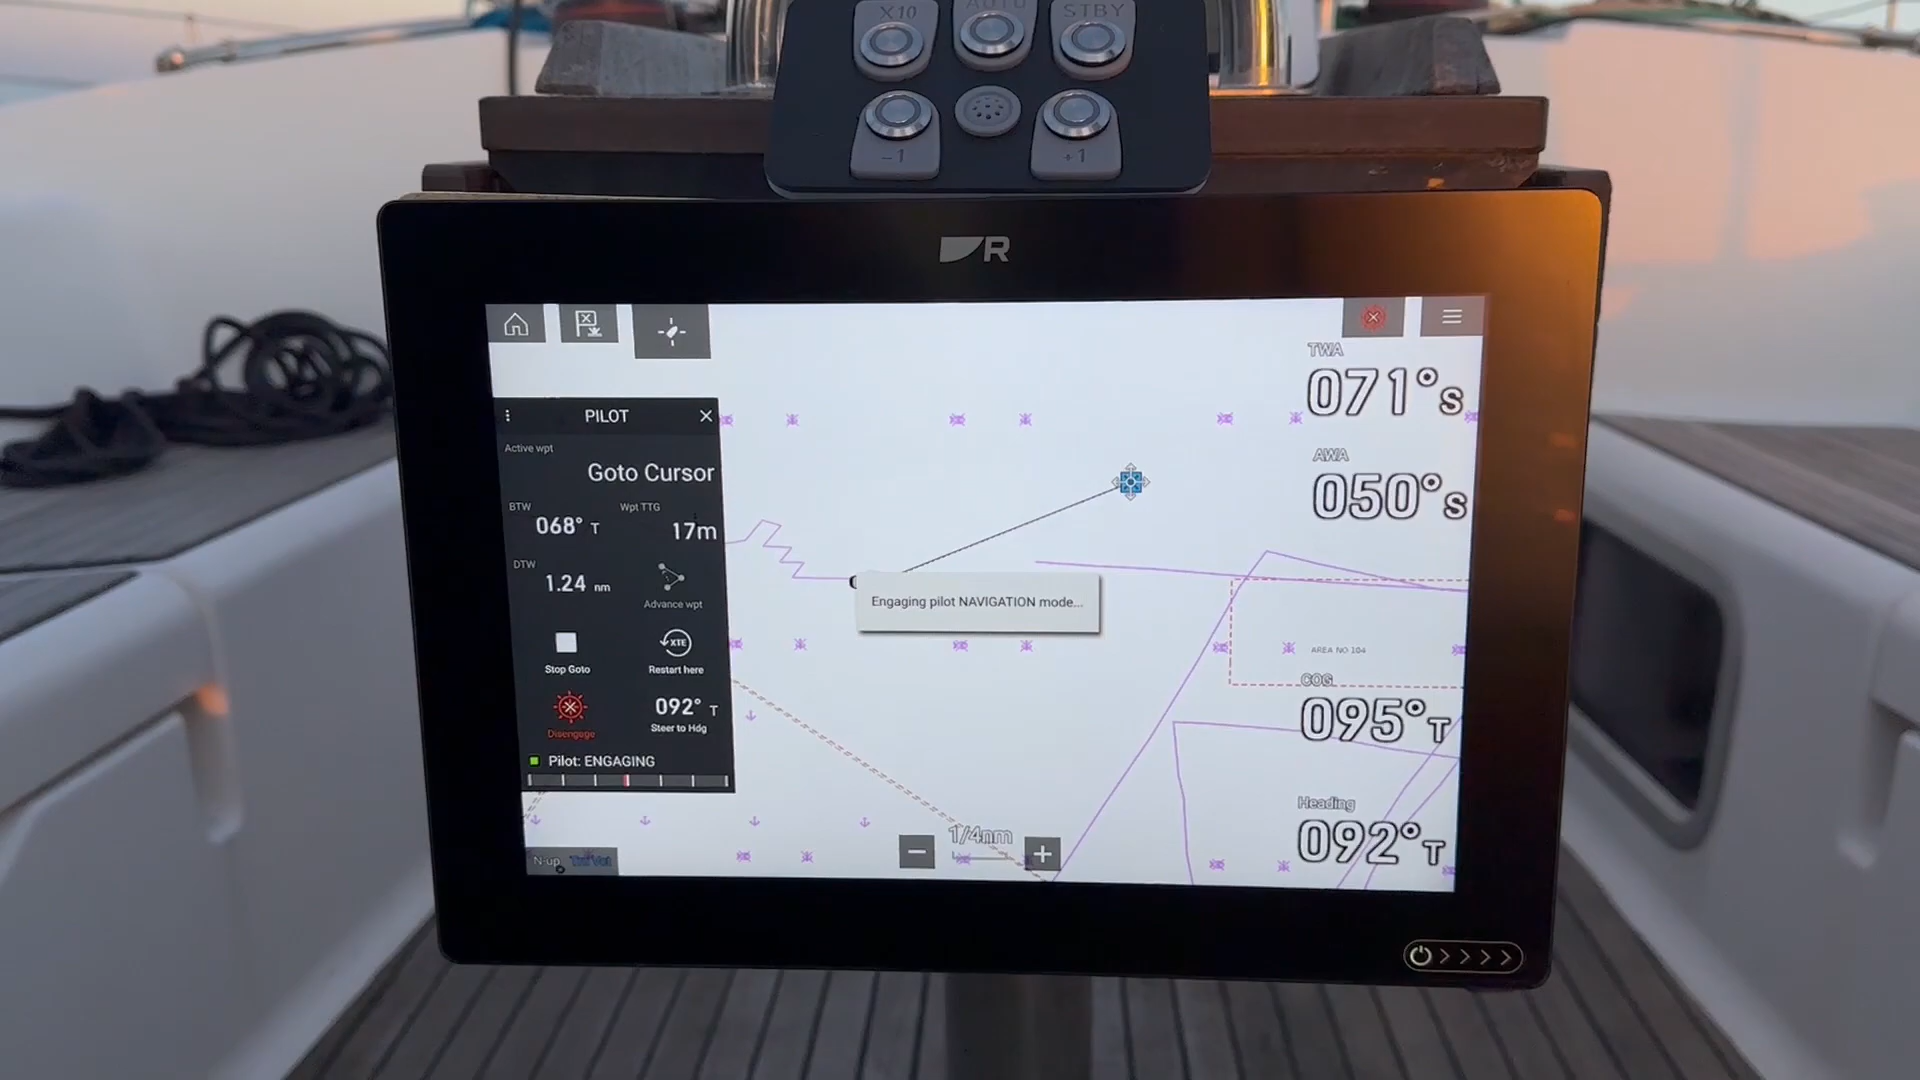 X10
AUTO
STBY
-1
+1
R
TWA
071°s
PILOT
Active wpt
Goto Cursor
AWA
050°s
BTW
068° T
Wpt TTG
17m
DTW
1.24 nm
Advance wpt
Engaging pilot NAVIGATION mode...
Stop Goto
XTE
Restart here
AREA NO 104
COG
095°T
Disengage
092° T
Steer to Hdg
Pilot: ENGAGING
Heading
092°T
1/4nm
N-up